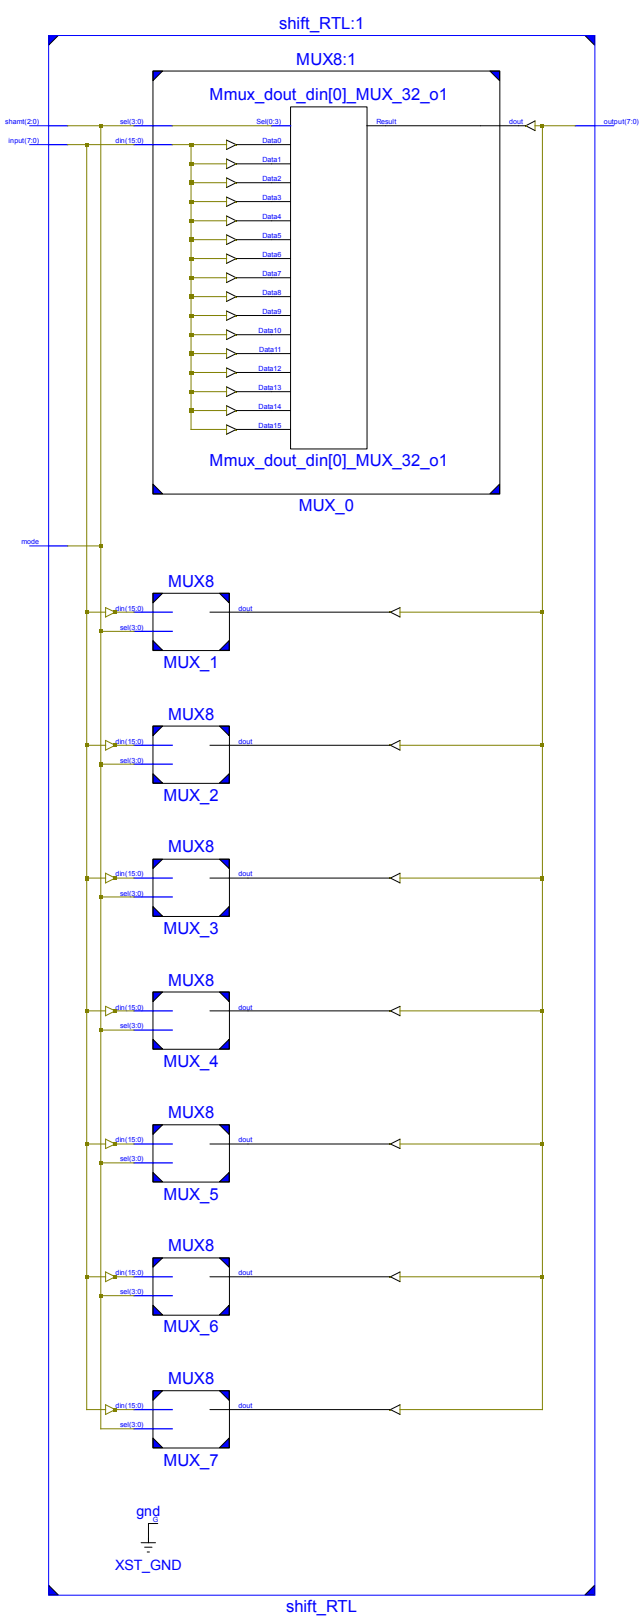 shift_RTL:1
MUX8:1
Mmux_dout_din[0]_MUX_32_o1
shamt(2:0)
sel(3:0)
Sel(0:3)
Result
dout
output(7:0)
input(7:0)
din(15:0)
Data0
Data1
Data2
Data3
Data4
Data5
Data6
Data7
Data8
Data9
Data10
Data11
Data12
Data13
Data14
Data15
Mmux_dout_din[0]_MUX_32_o1
MUX_0
mode
MUX8
din(15:0)
dout
sel(3:0)
MUX_1
MUX8
din(15:0)
dout
sel(3:0)
MUX_2
MUX8
din(15:0)
dout
sel(3:0)
MUX_3
MUX8
din(15:0)
dout
sel(3:0)
MUX_4
MUX8
din(15:0)
dout
sel(3:0)
MUX_5
MUX8
din(15:0)
dout
sel(3:0)
MUX_6
MUX8
din(15:0)
dout
sel(3:0)
MUX_7
gnd
G
XST_GND
shift_RTL